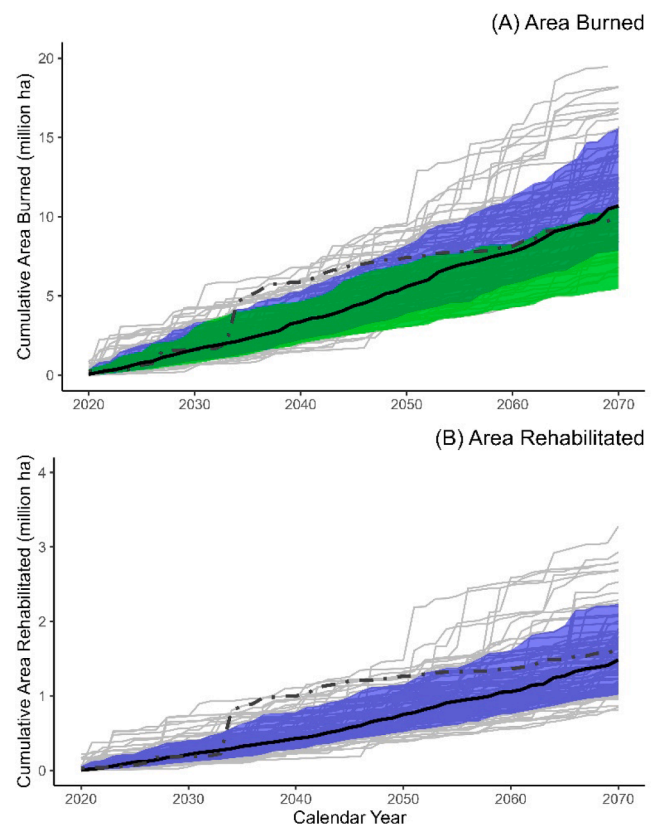 (A) Area Burned
Cumulative Area Burned (million ha)
20
15
10
5
0
2020 2030 2040 2050 2060 2070
(B) Area Rehabilitated
Cumulative Area Rehabilitated (million ha)
4
3
2
1
0
2020 2030 2040 2050 2060 2070
Calendar Year